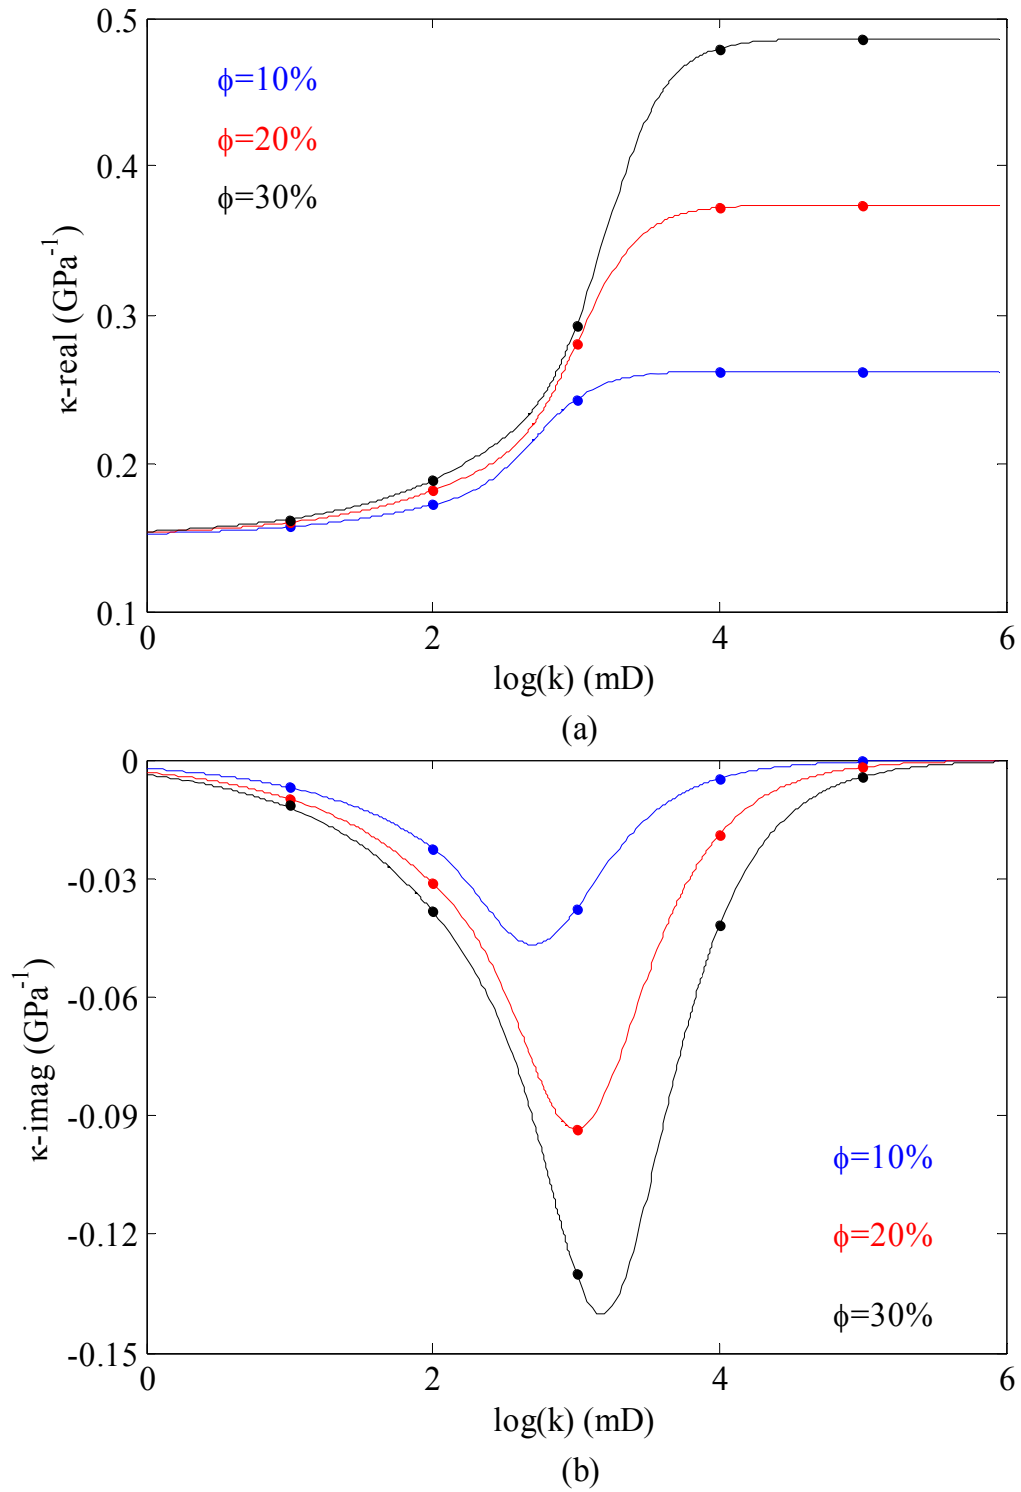 (a)
0.5
0.4
0.3
0.2
0.1
κ-real (GPa⁻¹)
ϕ=10%
ϕ=20%
ϕ=30%
0 2 4 6
log(k) (mD)
(a)
0
-0.03
-0.06
-0.09
-0.12
-0.15
κ-imag (GPa⁻¹)
ϕ=10%
ϕ=20%
ϕ=30%
0 2 4 6
log(k) (mD)
(b)